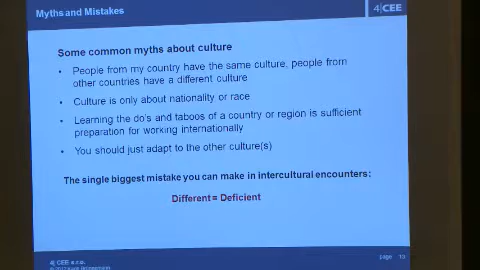 Myths and Mistakes
4|CEE
Some common myths about culture
• People from my country have the same culture, people from
other countries have a different culture
• Culture is only about nationality or race
• Learning the do's and taboos of a country or region is sufficient
preparation for working internationally
• You should just adapt to the other culture(s)
The single biggest mistake you can make in intercultural encounters:
Different = Deficient
4| CEE s.r.o.
page 10